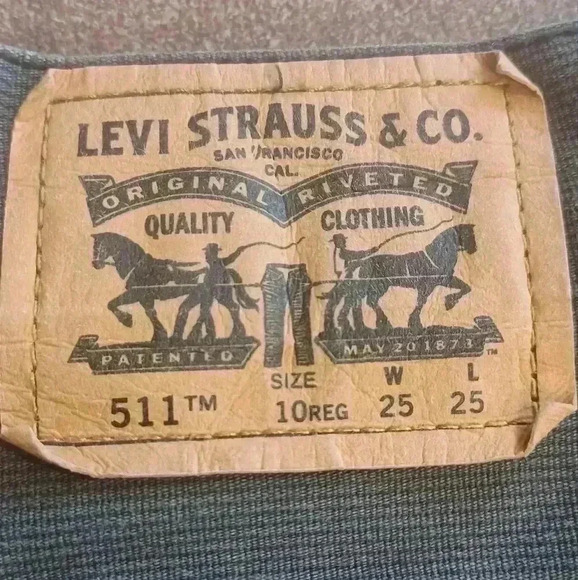 LEVI STRAUSS & CO.
SAN FRANCISCO
CAL.
ORIGINAL RIVETED
QUALITY CLOTHING
PATENTED MAY 20 1873 ™
SIZE W L
511™ 10REG 25 25